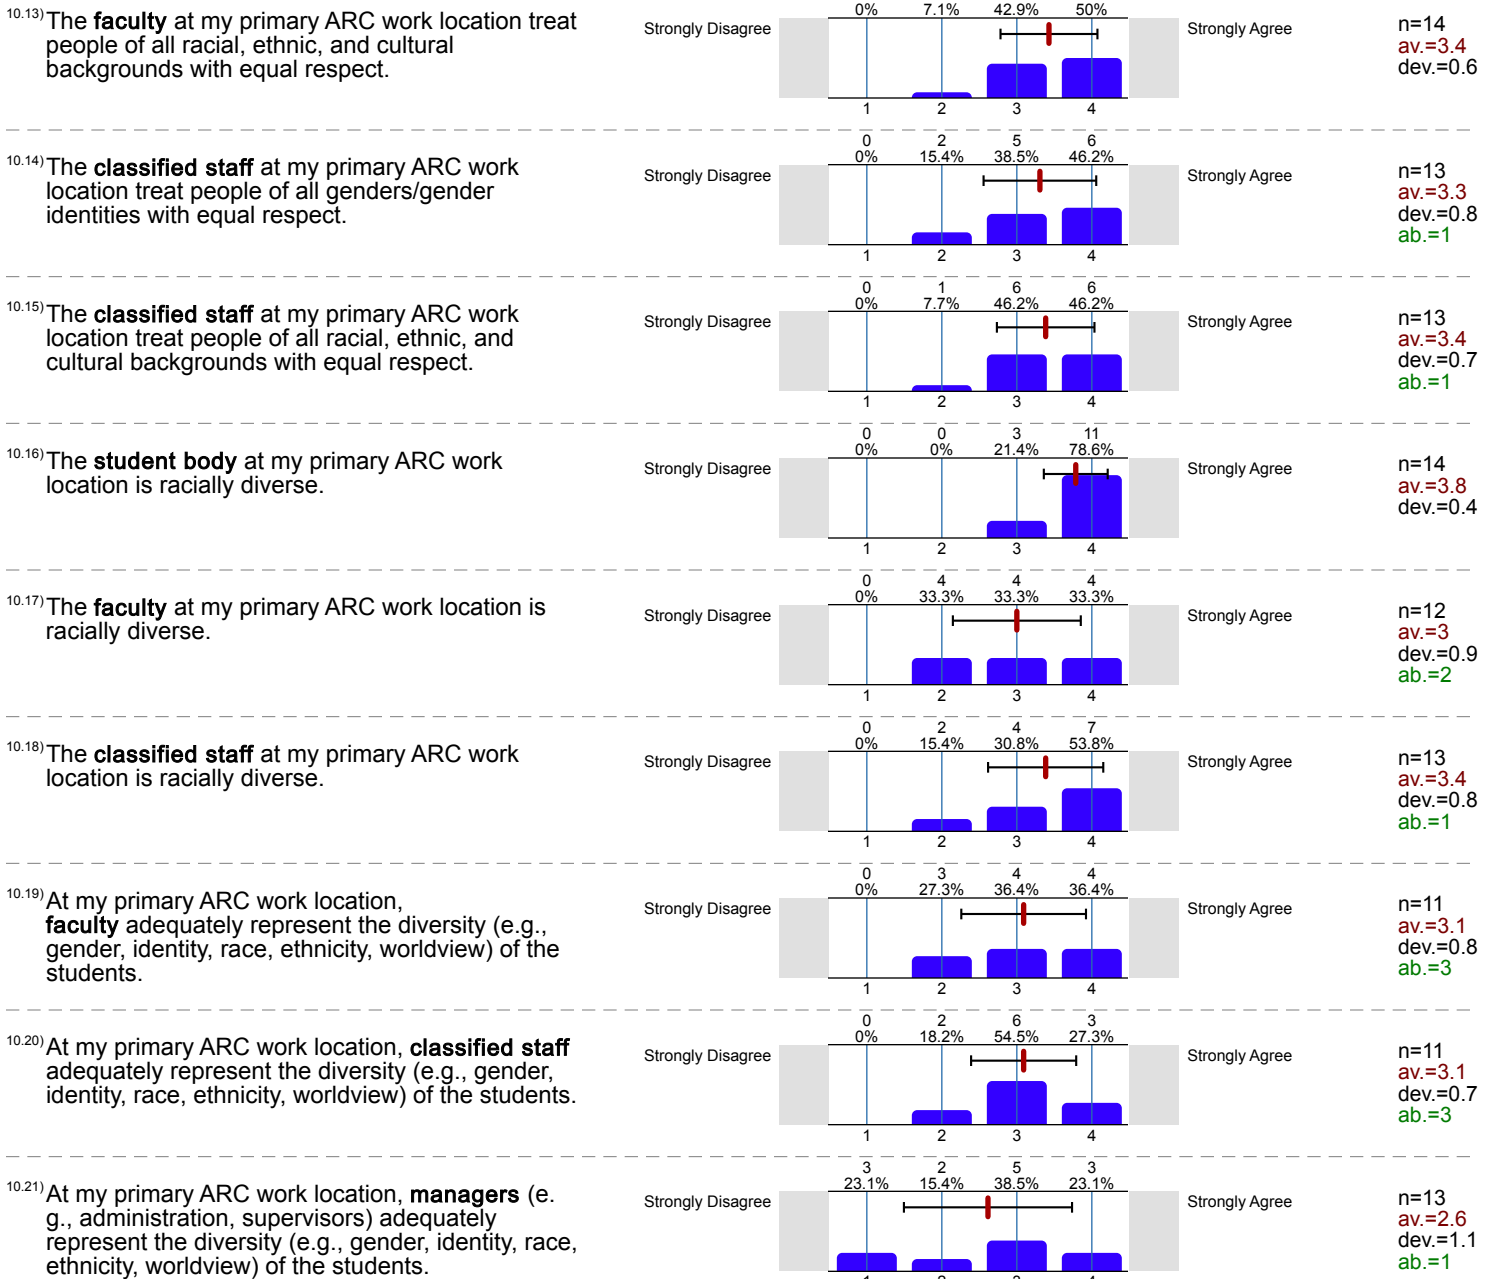 0% 7.1% 42.9% 50%
10.13) The faculty at my primary ARC work location treat
people of all racial, ethnic, and cultural
backgrounds with equal respect.
Strongly Disagree
Strongly Agree
n=14
av.=3.4
dev.=0.6
1 2 3 4
0 2 5 6
0% 15.4% 38.5% 46.2%
10.14) The classified staff at my primary ARC work
location treat people of all genders/gender
identities with equal respect.
Strongly Disagree
Strongly Agree
n=13
av.=3.3
dev.=0.8
ab.=1
1 2 3 4
0 1 6 6
0% 7.7% 46.2% 46.2%
10.15) The classified staff at my primary ARC work
location treat people of all racial, ethnic, and
cultural backgrounds with equal respect.
Strongly Disagree
Strongly Agree
n=13
av.=3.4
dev.=0.7
ab.=1
1 2 3 4
0 0 3 11
0% 0% 21.4% 78.6%
10.16) The student body at my primary ARC work
location is racially diverse.
Strongly Disagree
Strongly Agree
n=14
av.=3.8
dev.=0.4
1 2 3 4
0 4 4 4
0% 33.3% 33.3% 33.3%
10.17) The faculty at my primary ARC work location is
racially diverse.
Strongly Disagree
Strongly Agree
n=12
av.=3
dev.=0.9
ab.=2
1 2 3 4
0 2 4 7
0% 15.4% 30.8% 53.8%
10.18) The classified staff at my primary ARC work
location is racially diverse.
Strongly Disagree
Strongly Agree
n=13
av.=3.4
dev.=0.8
ab.=1
1 2 3 4
0 3 4 4
0% 27.3% 36.4% 36.4%
10.19) At my primary ARC work location,
faculty adequately represent the diversity (e.g.,
gender, identity, race, ethnicity, worldview) of the
students.
Strongly Disagree
Strongly Agree
n=11
av.=3.1
dev.=0.8
ab.=3
1 2 3 4
0 2 6 3
0% 18.2% 54.5% 27.3%
10.20) At my primary ARC work location, classified staff
adequately represent the diversity (e.g., gender,
identity, race, ethnicity, worldview) of the students.
Strongly Disagree
Strongly Agree
n=11
av.=3.1
dev.=0.7
ab.=3
1 2 3 4
3 2 5 3
23.1% 15.4% 38.5% 23.1%
10.21) At my primary ARC work location, managers (e.
g., administration, supervisors) adequately
represent the diversity (e.g., gender, identity, race,
ethnicity, worldview) of the students.
Strongly Disagree
Strongly Agree
n=13
av.=2.6
dev.=1.1
ab.=1